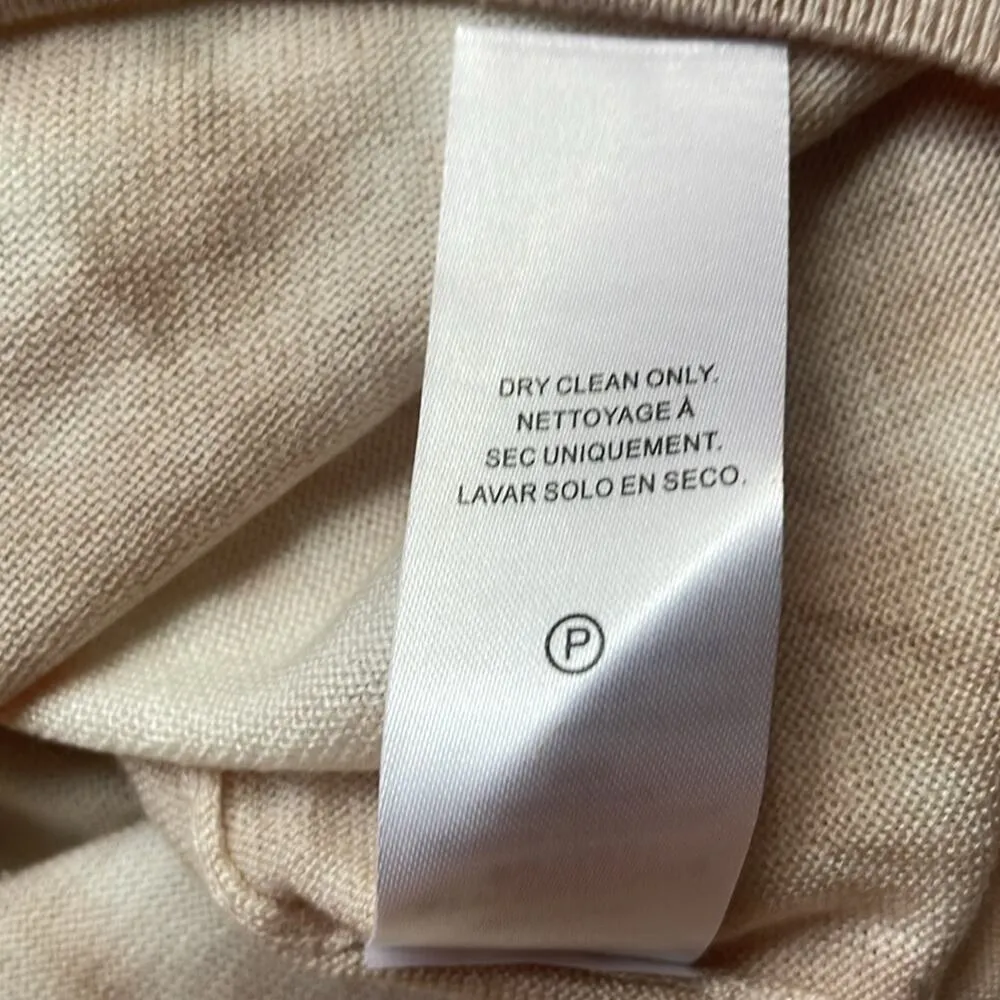 DRY CLEAN ONLY.
NETTOYAGE À
SEC UNIQUEMENT.
LAVAR SOLO EN SECO.
P